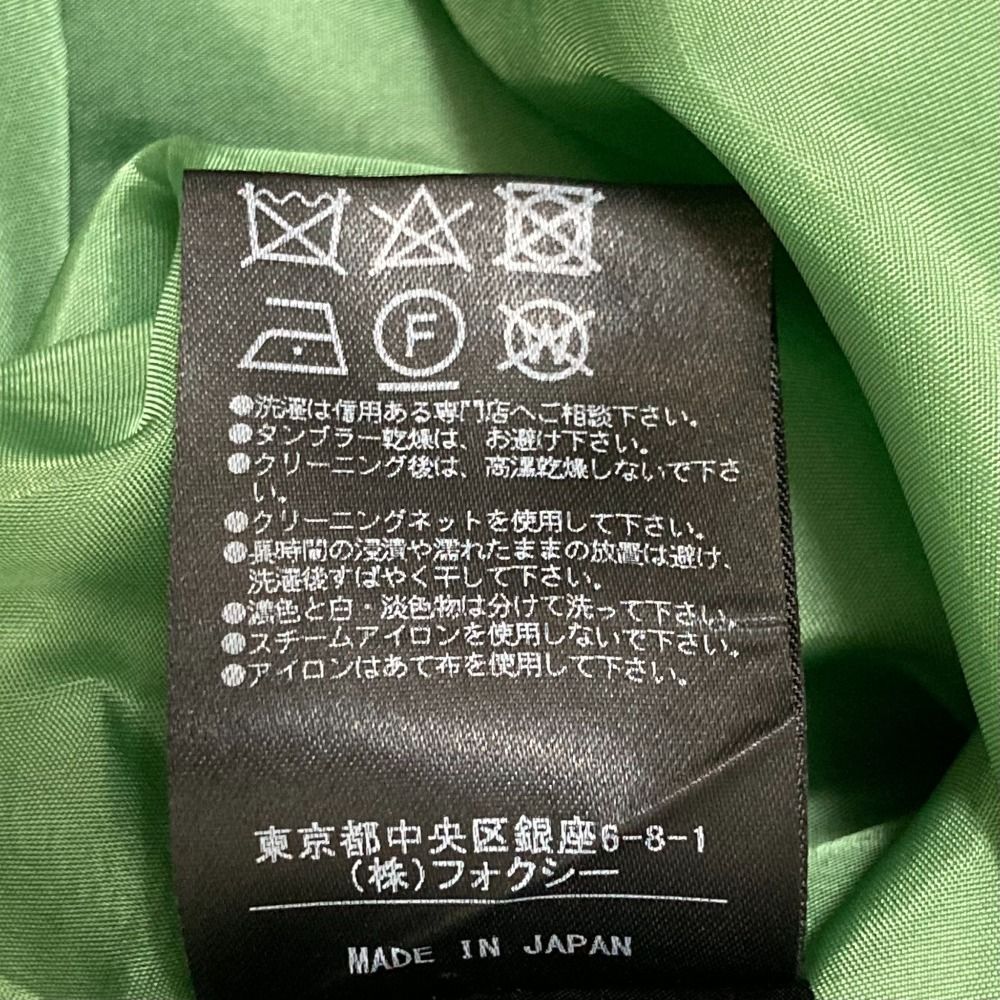 F W
●洗濯は信用ある専門店へご相談下さい。
●タンブラー乾燥は、お避け下さい。
●クリーニング後は、高温乾燥しないで下さ
い。
●クリーニングネットを使用して下さい。
●長時間の浸漬や濡れたままの放置は避け、
洗濯後すばやく干して下さい。
●濃色と白・淡色物は分けて洗って下さい。
●スチームアイロンを使用しないで下さい。
●アイロンはあて布を使用して下さい。
東京都中央区銀座6-8-1
(株)フォクシー
MADE IN JAPAN